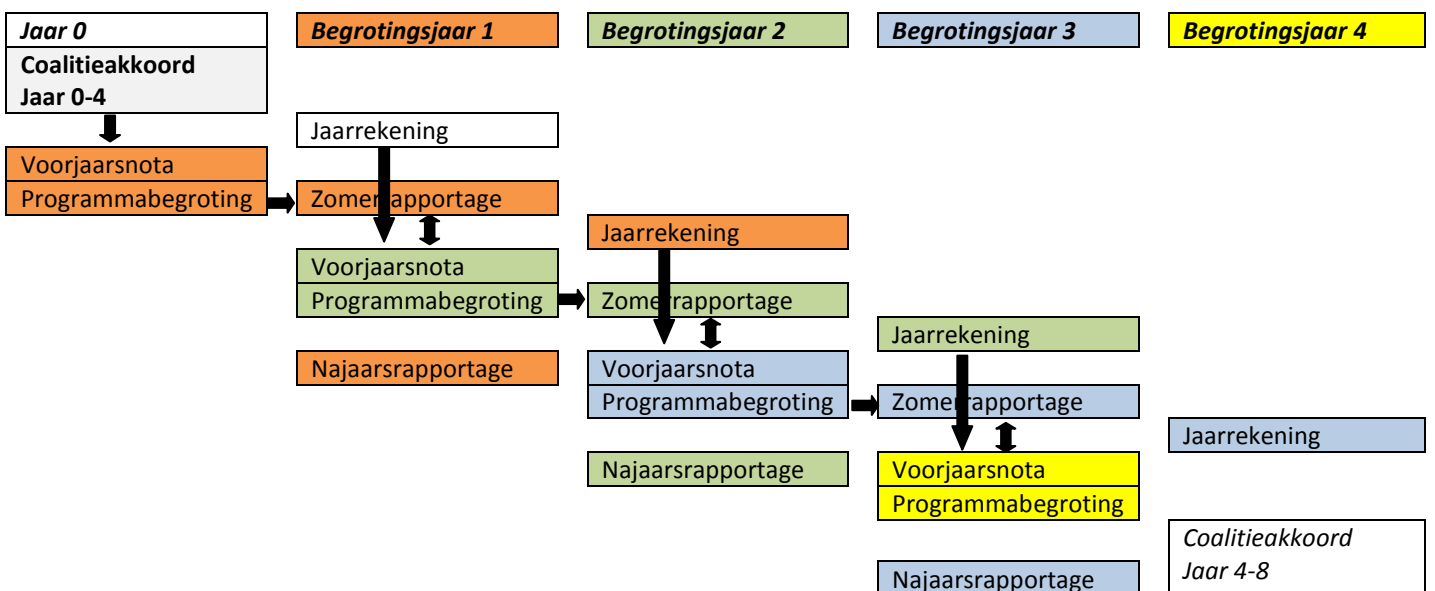 Jaar 0
Begrotingsjaar 1
Begrotingsjaar 2
Begrotingsjaar 3
Begrotingsjaar 4
Coalitieakkoord
Jaar 0-4
Jaarrekening
Voorjaarsnota
Programmabegroting
Zomerrapportage
Jaarrekening
Voorjaarsnota
Programmabegroting
Zomerrapportage
Jaarrekening
Najaarsrapportage
Voorjaarsnota
Programmabegroting
Zomerrapportage
Jaarrekening
Najaarsrapportage
Voorjaarsnota
Programmabegroting
Coalitieakkoord
Jaar 4-8
Najaarsrapportage